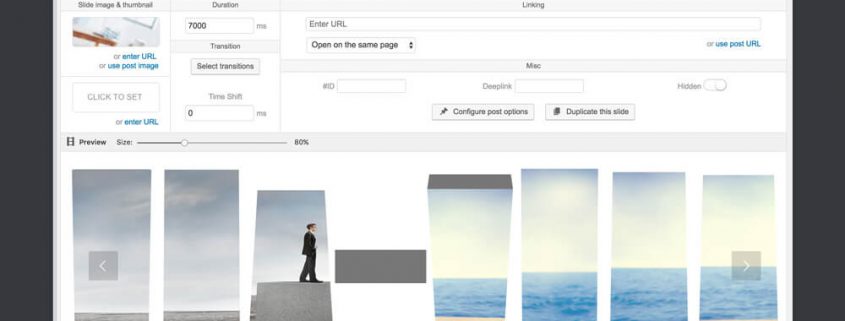 Slide image & thumbnail
Duration
Linking
7000 ms
Enter URL
or enter URL
or use post image
Transition
Select transitions
Open on the same page
or use post URL
Misc
CLICK TO SET
Time Shift
#ID
Deeplink
Hidden
or enter URL
0 ms
Configure post options
Duplicate this slide
Preview
Size:
80%